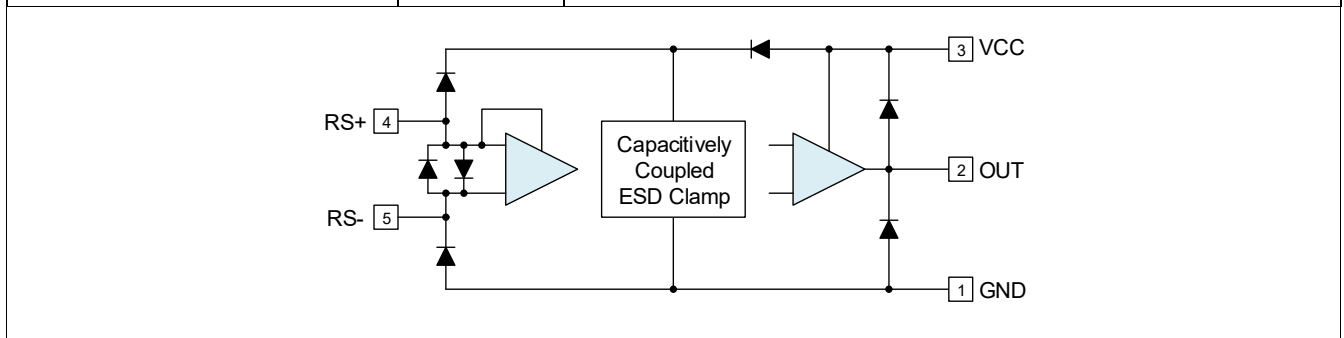 3 VCC
RS+ 4
Capacitively
Coupled
ESD Clamp
2 OUT
RS- 5
1 GND